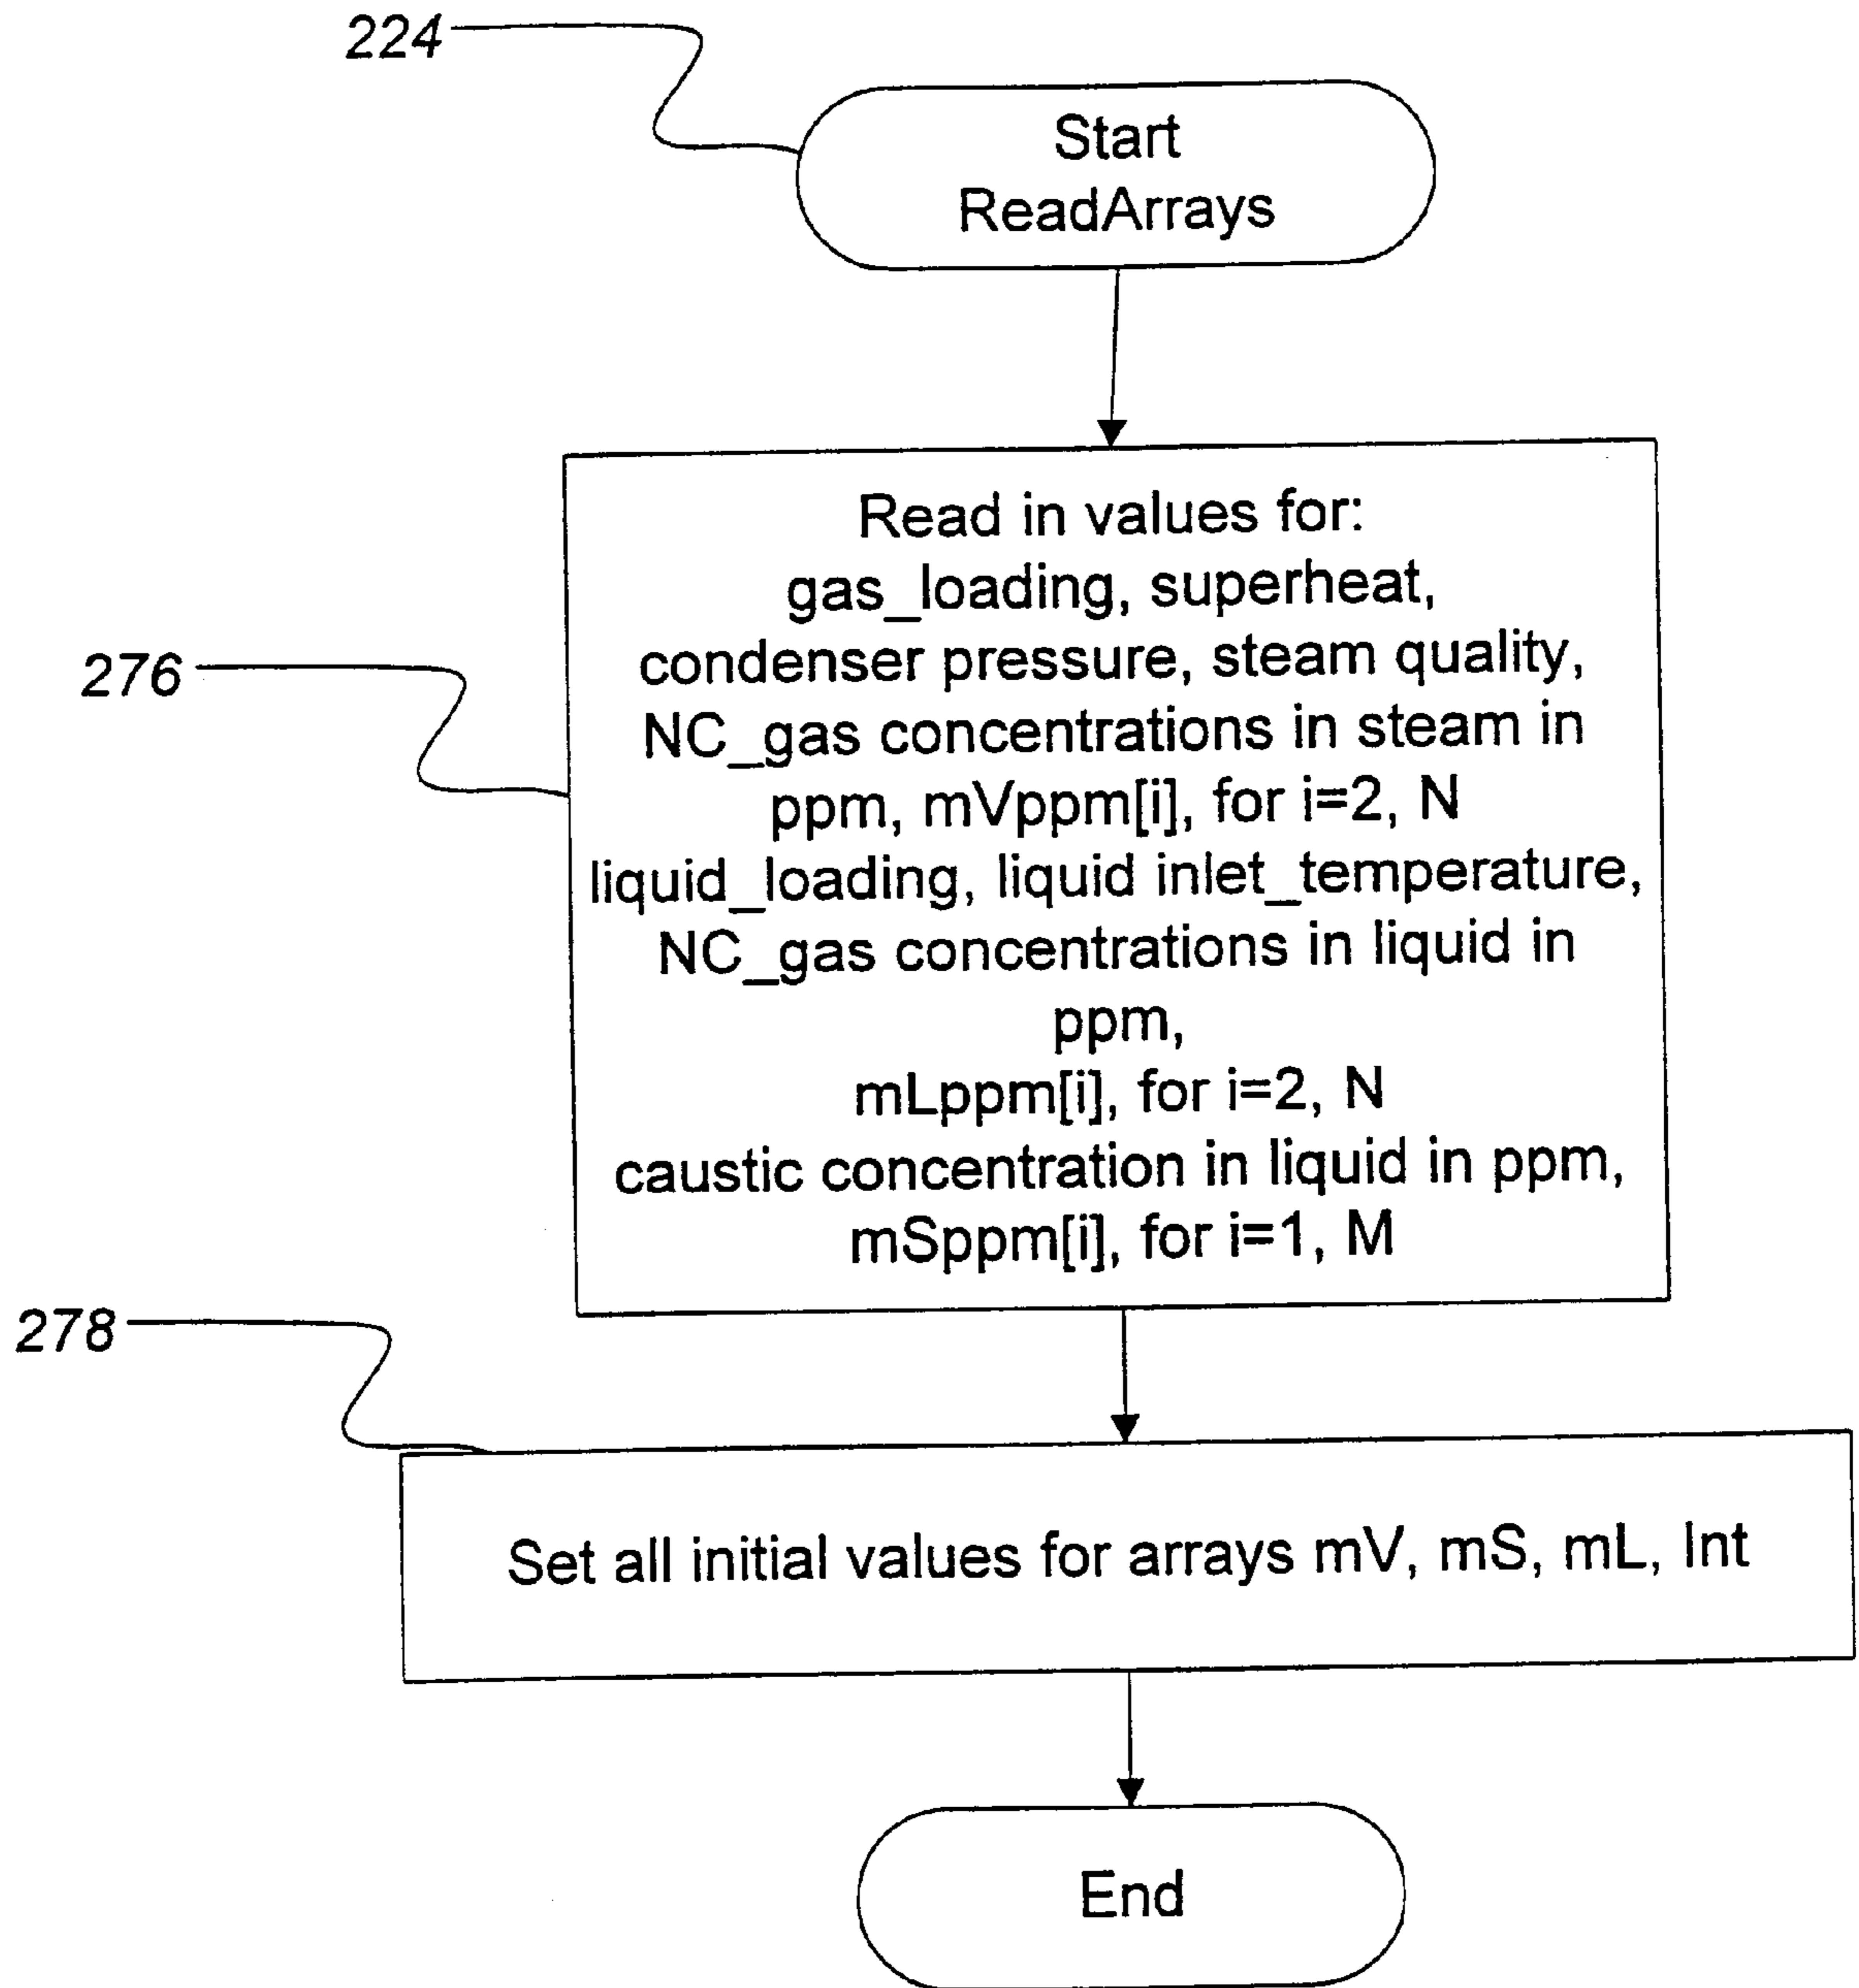 224
Start
ReadArrays
276
Read in values for:
gas_loading, superheat,
condenser pressure, steam quality,
NC_gas concentrations in steam in
ppm, mVppm[i], for i=2, N
liquid_loading, liquid inlet_temperature,
NC_gas concentrations in liquid in
ppm,
mLppm[i], for i=2, N
caustic concentration in liquid in ppm,
mSppm[i], for i=1, M
278
Set all initial values for arrays mV, mS, mL, Int
End